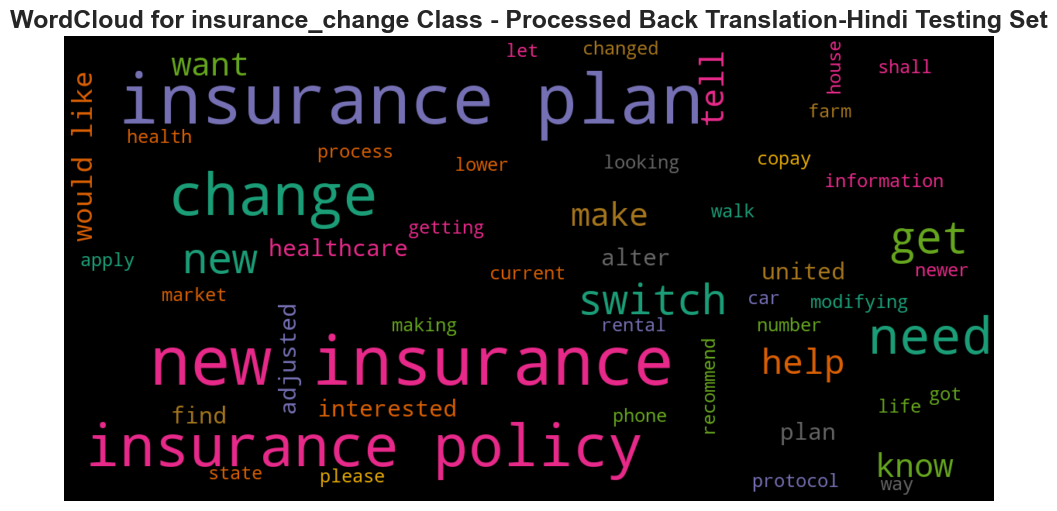 WordCloud for insurance_change Class - Processed Back Translation-Hindi Testing Set
let
changed
house
want
shall
tell
would like
insurance plan
farm
health
process
lower
looking
copay
information
change
make
walk
getting
get
healthcare
new
apply
alter
united
newer
current
market
switch
car
modifying
adjusted
making
rental
number
need
new insurance
help
recommend
interested
find
phone
life
got
plan
insurance policy
know
state
please
protocol
way